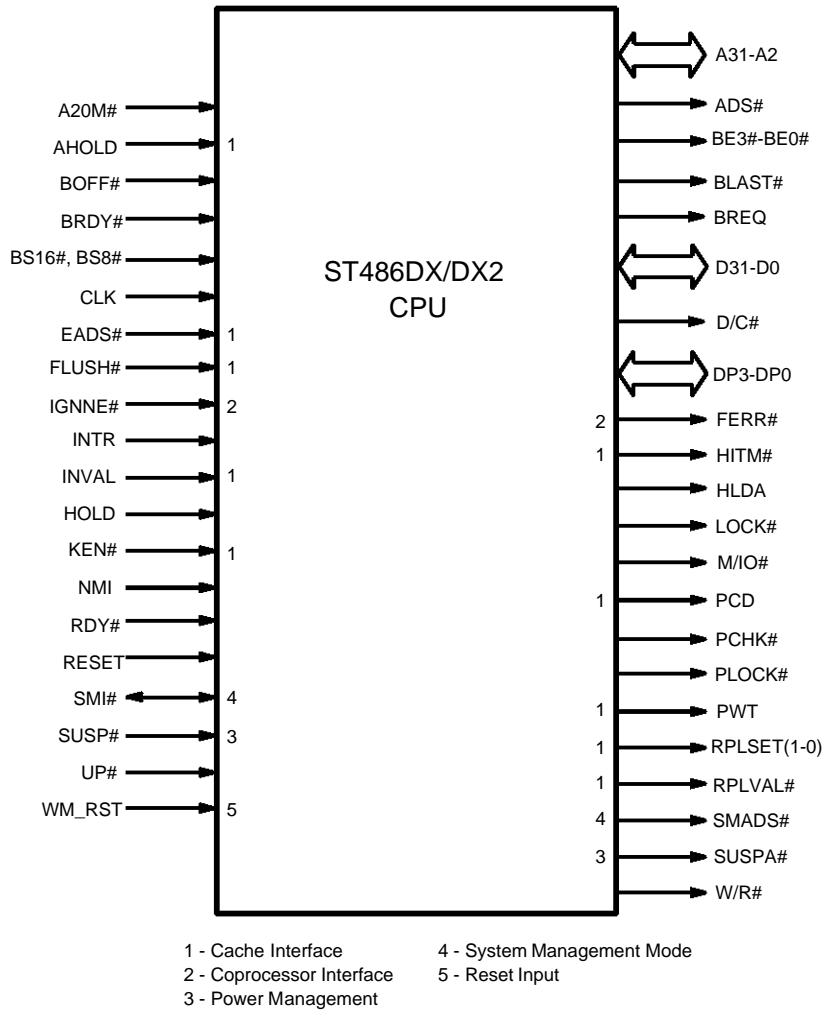 A31-A2
A20M#
ADS#
AHOLD 1
BE3#-BE0#
BOFF#
BLAST#
BRDY#
BREQ
BS16#, BS8#
ST486DX/DX2
CPU
D31-D0
CLK
D/C#
EADS# 1
FLUSH# 1
DP3-DP0
IGNNE# 2
2 FERR#
INTR
1 HITM#
INVAL 1
HLDA
HOLD
LOCK#
KEN# 1
M/IO#
NMI
1 PCD
RDY#
PCHK#
RESET
PLOCK#
SMI# 4
1 PWT
SUSP# 3
1 RPLSET(1-0)
UP#
1 RPLVAL#
WM_RST 5
4 SMADS#
3 SUSPA#
W/R#
1 - Cache Interface
2 - Coprocessor Interface
3 - Power Management
4 - System Management Mode
5 - Reset Input